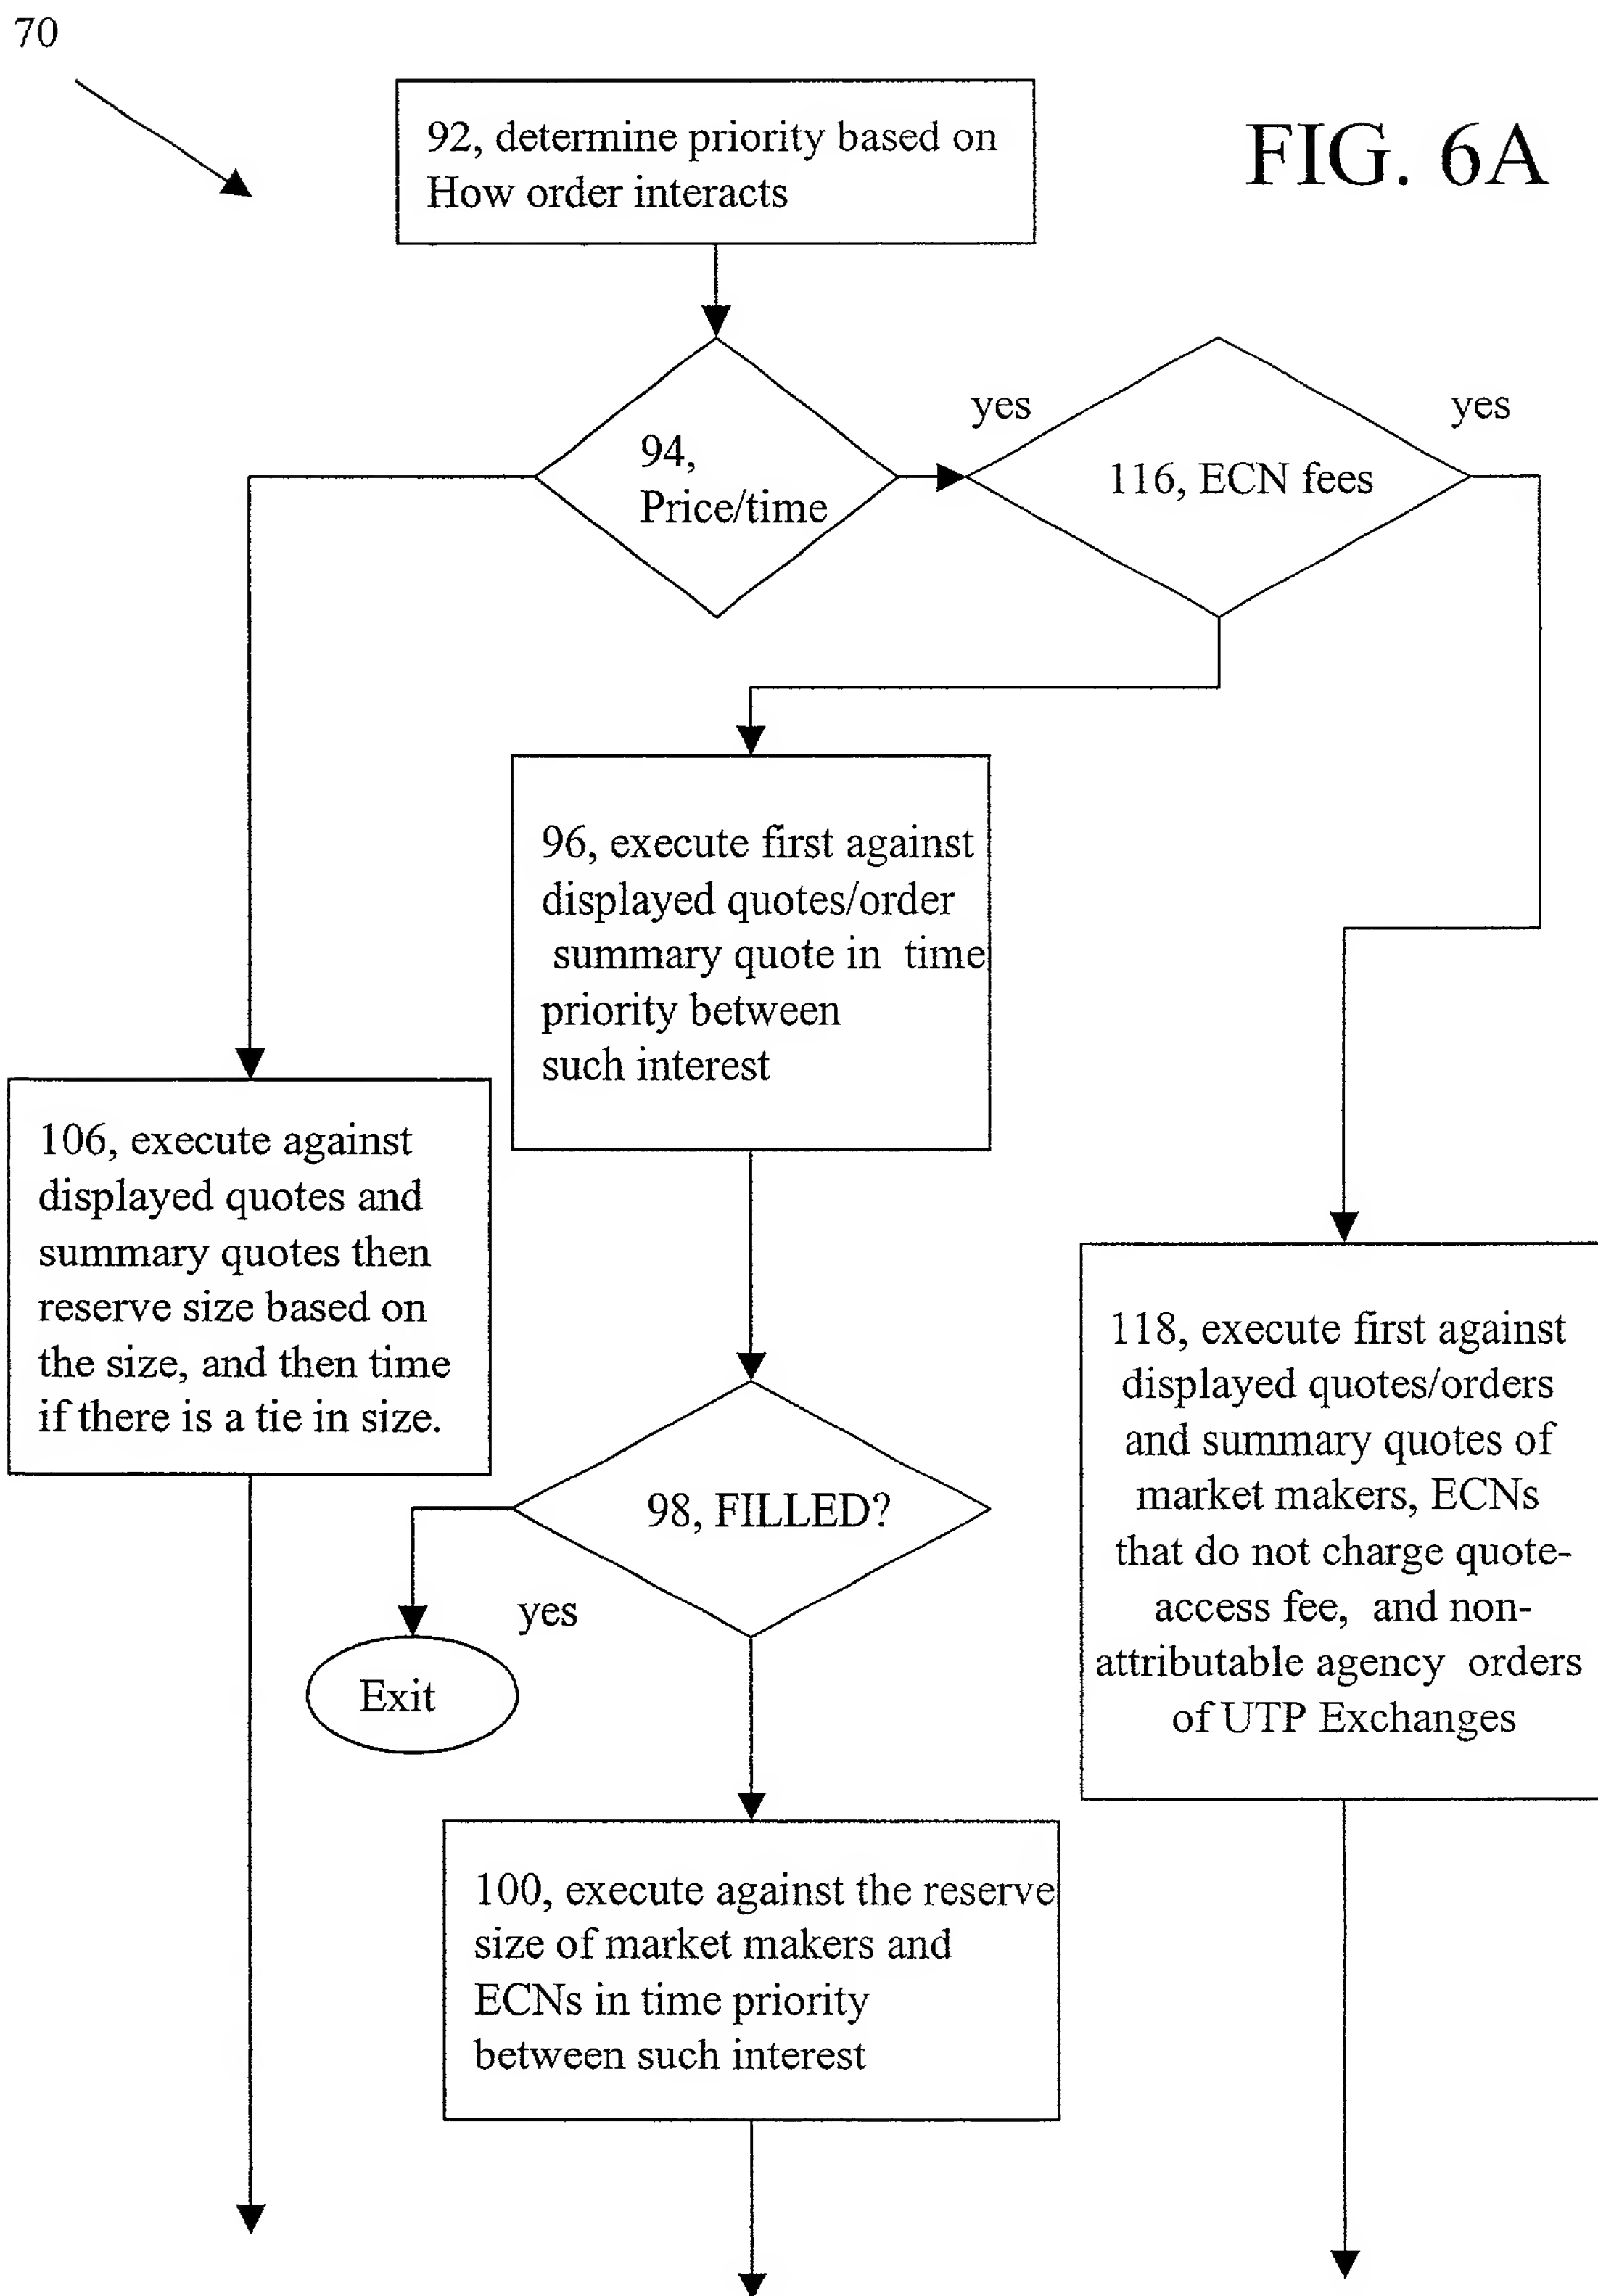 70
FIG. 6A
92, determine priority based on
How order interacts
94,
Price/time
yes
116, ECN fees
yes
96, execute first against
displayed quotes/order
summary quote in time
priority between
such interest
106, execute against
displayed quotes and
summary quotes then
reserve size based on
the size, and then time
if there is a tie in size.
118, execute first against
displayed quotes/orders
and summary quotes of
market makers, ECNs
that do not charge quote-
access fee, and non-
attributable agency orders
of UTP Exchanges
98, FILLED?
yes
Exit
100, execute against the reserve
size of market makers and
ECNs in time priority
between such interest